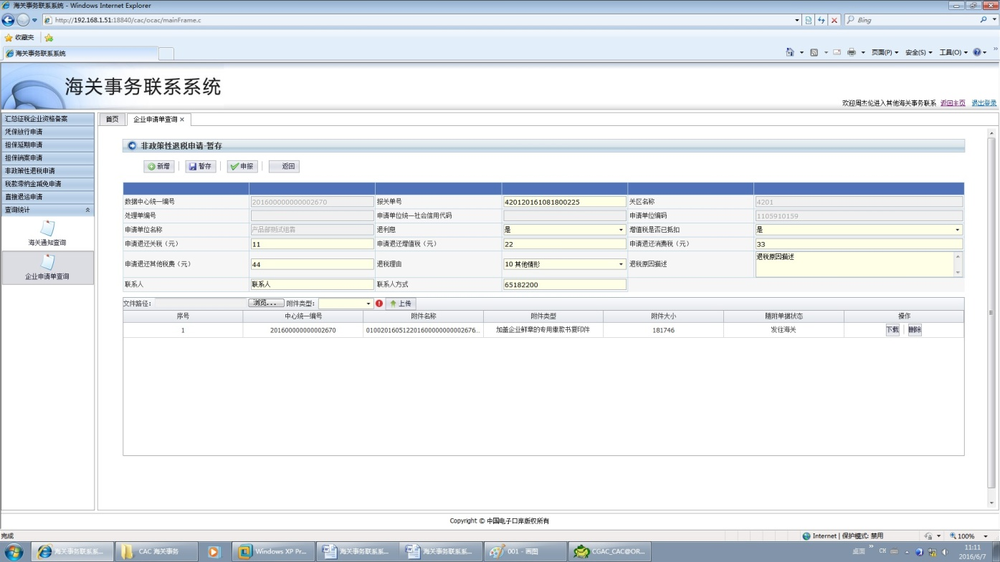 海关事务联系系统 - Windows Internet Explorer
http://192.168.1.51:18840/cac/ocac/mainFrame.c
Bing
收藏夹
海关事务联系系统
页面(P) 安全(S) 工具(O)
海关事务联系系统
欢迎周杰伦进入其他海关事务联系 返回主页 退出登录
汇总征税企业资格备案
凭保放行申请
担保延期申请
担保销案申请
非政策性退税申请
税款滞纳金减免申请
直接退运申请
查询统计
海关通知查询
企业申请单查询
首页 企业申请单查询
非政策性退税申请-暂存
新增 暂存 申报 返回
数据中心统一编号 201600000000002670 报关单号 420120161081800225 关区名称 4201
处理单编号 申请单位统一社会信用代码 申请单位编码 1105910159
申请单位名称 产品部测试组 退利息 是 增值税是否已抵扣 是
申请退还关税（元） 11 申请退还增值税（元） 22 申请退还消费税（元） 33
申请退还其他税费（元） 44 退税理由 10 其他情形 退税原因描述 退税原因描述
联系人 联系人 联系人方式 65182200
文件路径: 浏览... 附件类型: 上传
序号 中心统一编号 附件名称 附件类型 附件大小 随附单据状态 操作
1 201600000000002670 010020160512201600000000002676... 加盖企业鲜章的专用缴款书复印件 181746 发往海关 下载 删除
Copyright © 中国电子口岸版权所有
完成
Internet | 保护模式: 禁用
100%
海关事务联系系... CAC 海关事务 Windows XP Pr... 海关事务联系系... 海关事务联系系... 001 - 画图 CGAC_CAC@OR...
桌面 CH
11:11
2016/6/7